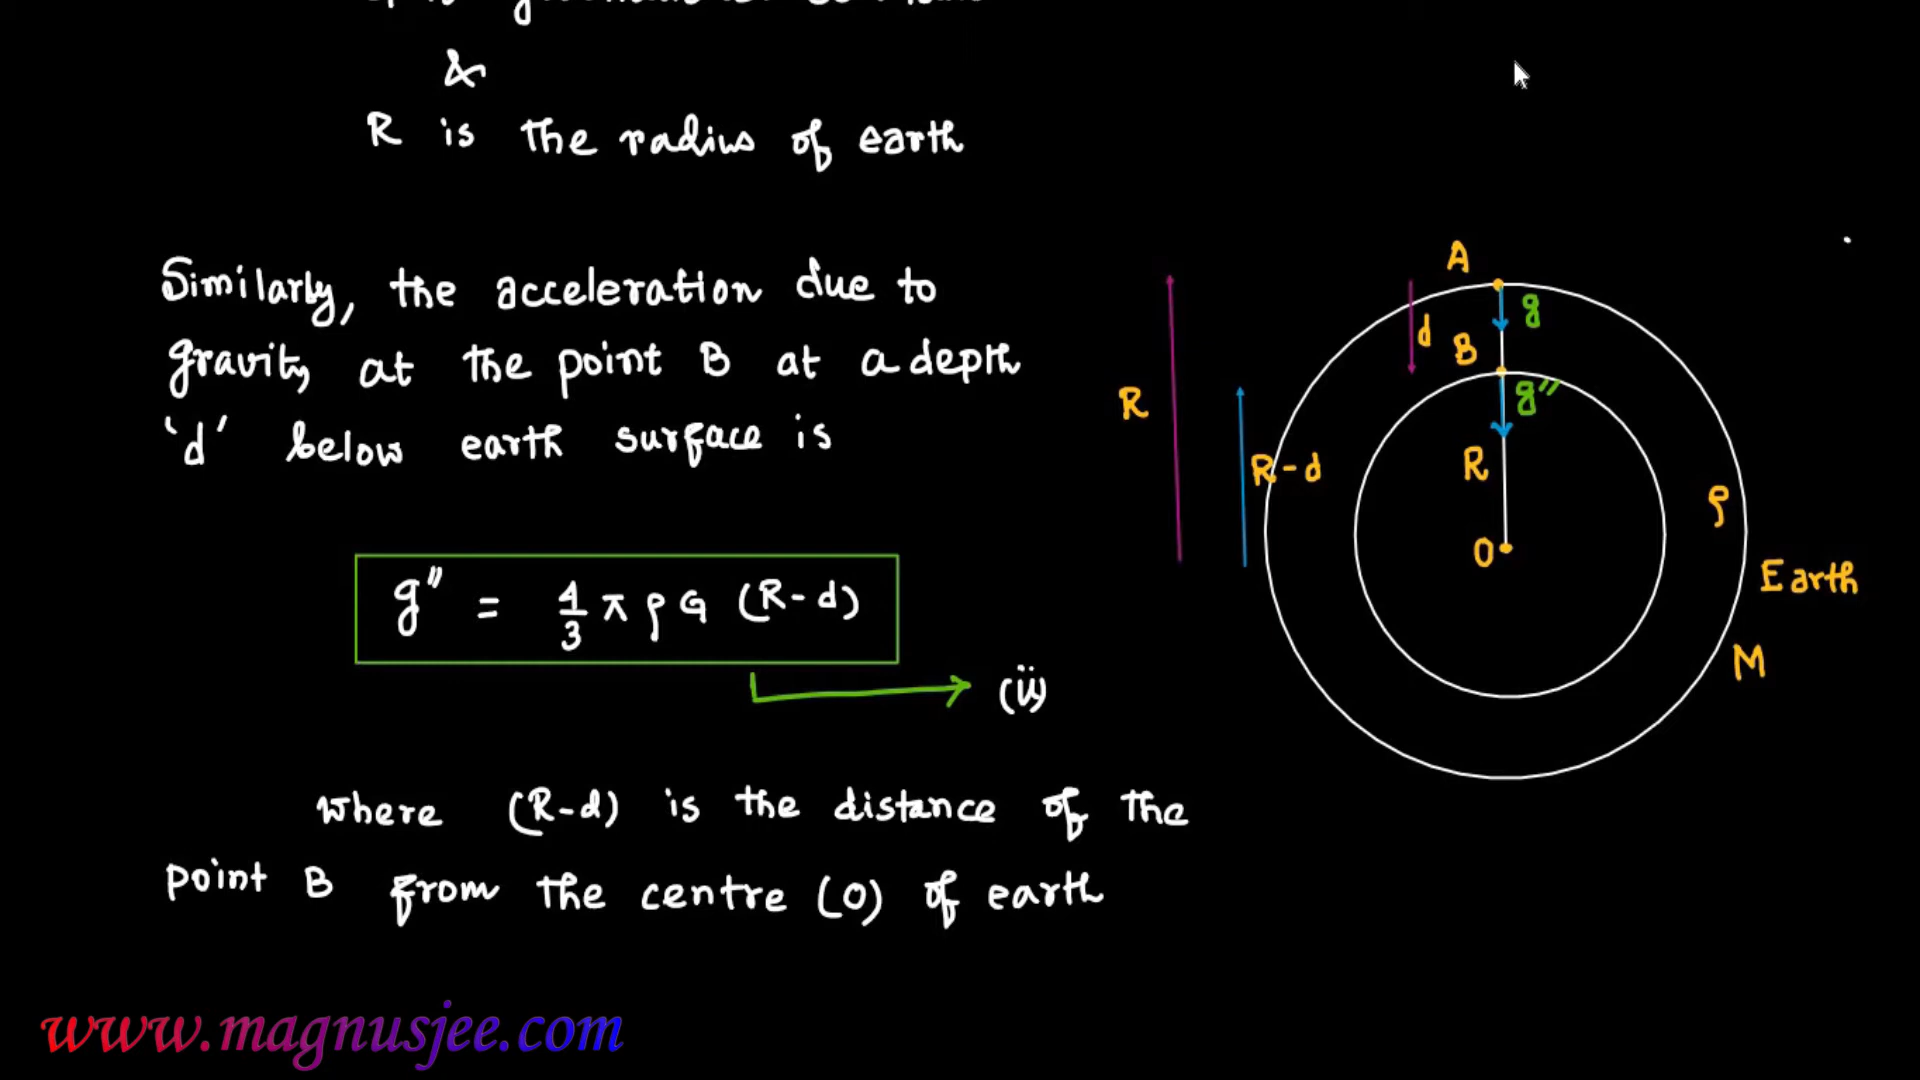 &
R is the radius of earth
Similarly, the acceleration due to
gravity at the point B at a depth
'd' below earth surface is
g'' = 4/3 π ρ G (R-d)
(ii)
where (R-d) is the distance of the
point B from the centre (O) of earth
A
g
d
B
g''
R
R-d
R
ρ
O
Earth
M
www.magnusjee.com